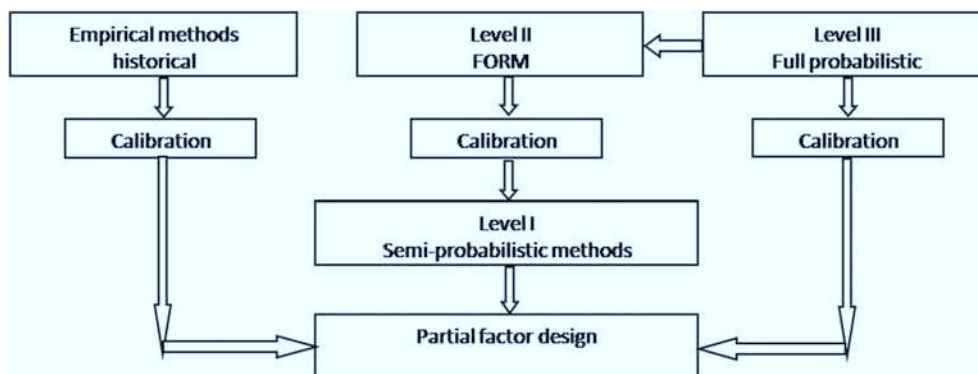 Empirical methods
historical
Level II
FORM
Level III
Full probabilistic
Calibration
Calibration
Calibration
Level I
Semi-probabilistic methods
Partial factor design